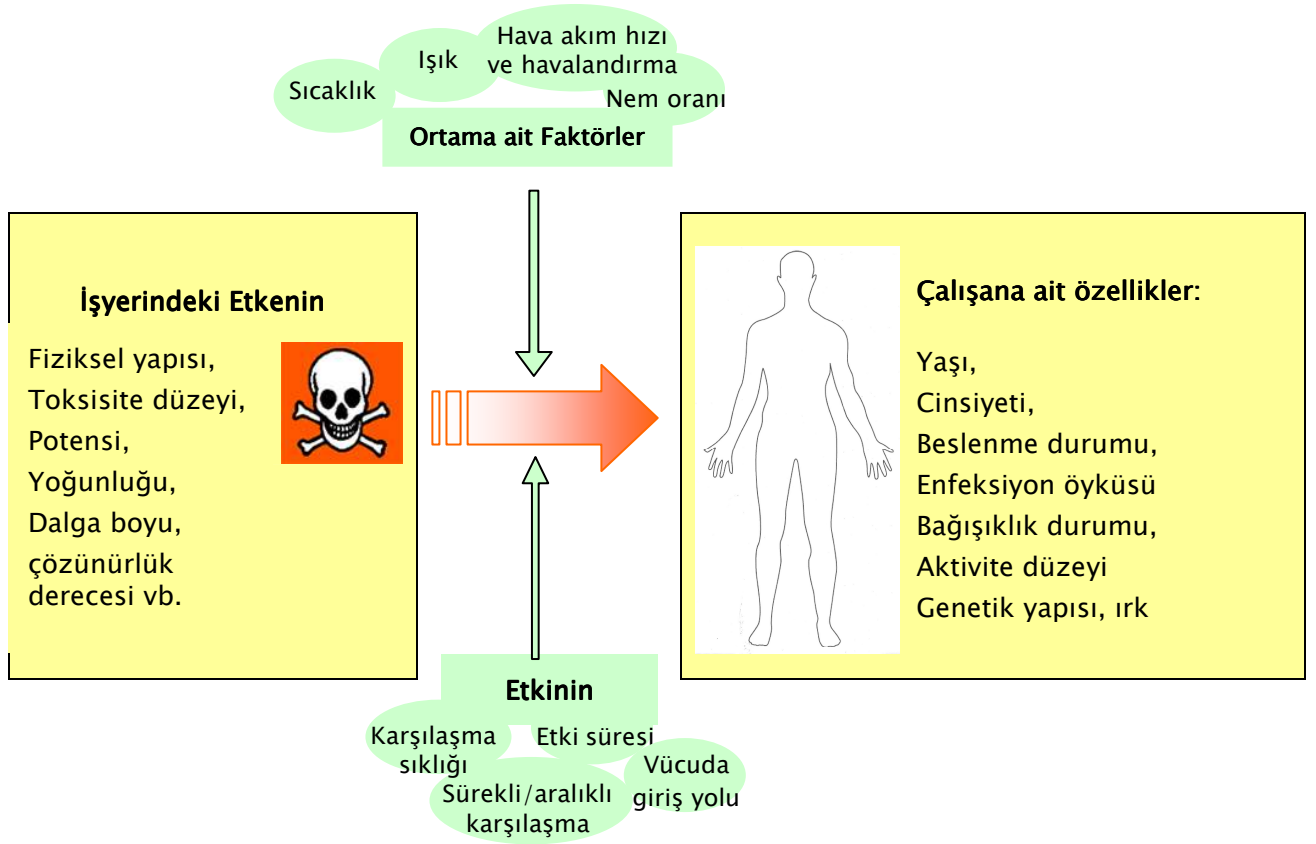 Hava akım hızı
ve havalandırma
Işık
Sıcaklık
Nem oranı
Ortama ait Faktörler
İşyerindeki Etkenin
Fiziksel yapısı,
Toksisite düzeyi,
Potensi,
Yoğunluğu,
Dalga boyu,
çözünürlük
derecesi vb.
Çalışana ait özellikler:
Yaşı,
Cinsiyeti,
Beslenme durumu,
Enfeksiyon öyküsü
Bağışıklık durumu,
Aktivite düzeyi
Genetik yapısı, ırk
Etkinin
Karşılaşma
sıklığı
Etki süresi
Vücuda
giriş yolu
Sürekli/aralıklı
karşılaşma